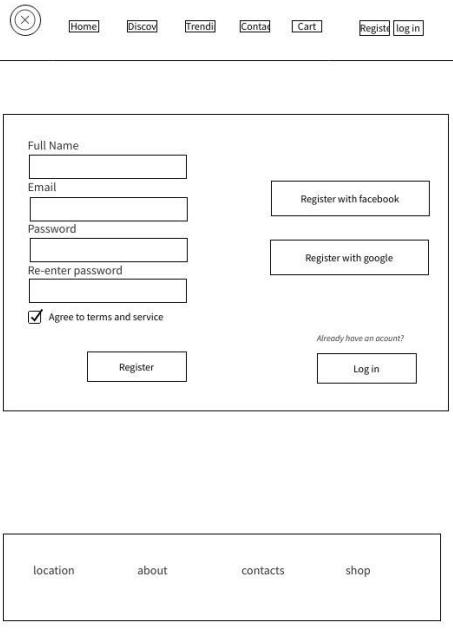 Home Discov Trendi Contac Cart Registe log in
Full Name
Email
Register with facebook
Password
Register with google
Re-enter password
Agree to terms and service
Already have an acount?
Register
Log in
location about contacts shop